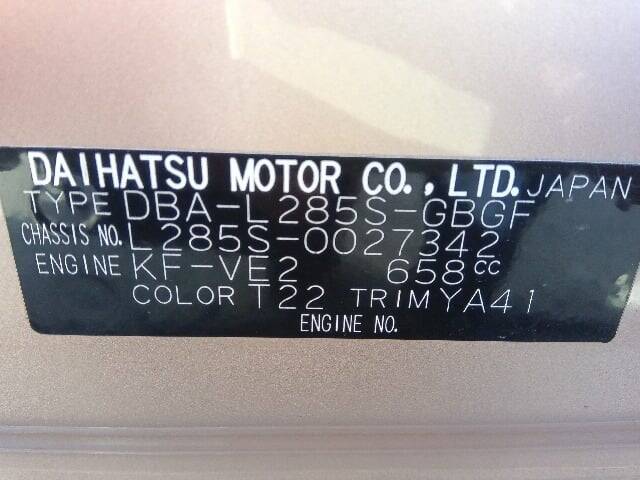 DAIHATSU MOTOR CO., LTD. JAPAN
TYPE DBA-L285S-GBGF
CHASSIS NO. L285S-0027342
ENGINE KF-VE2 658cc
COLOR T22 TRIM YA41
ENGINE NO.